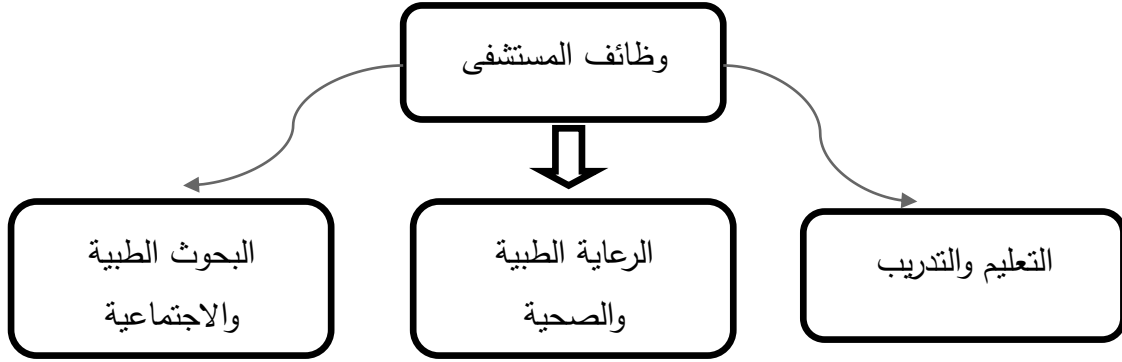 وظائف المستشفى
التعليم والتدريب
الرعاية الطبية
والصحية
البحوث الطبية
والاجتماعية